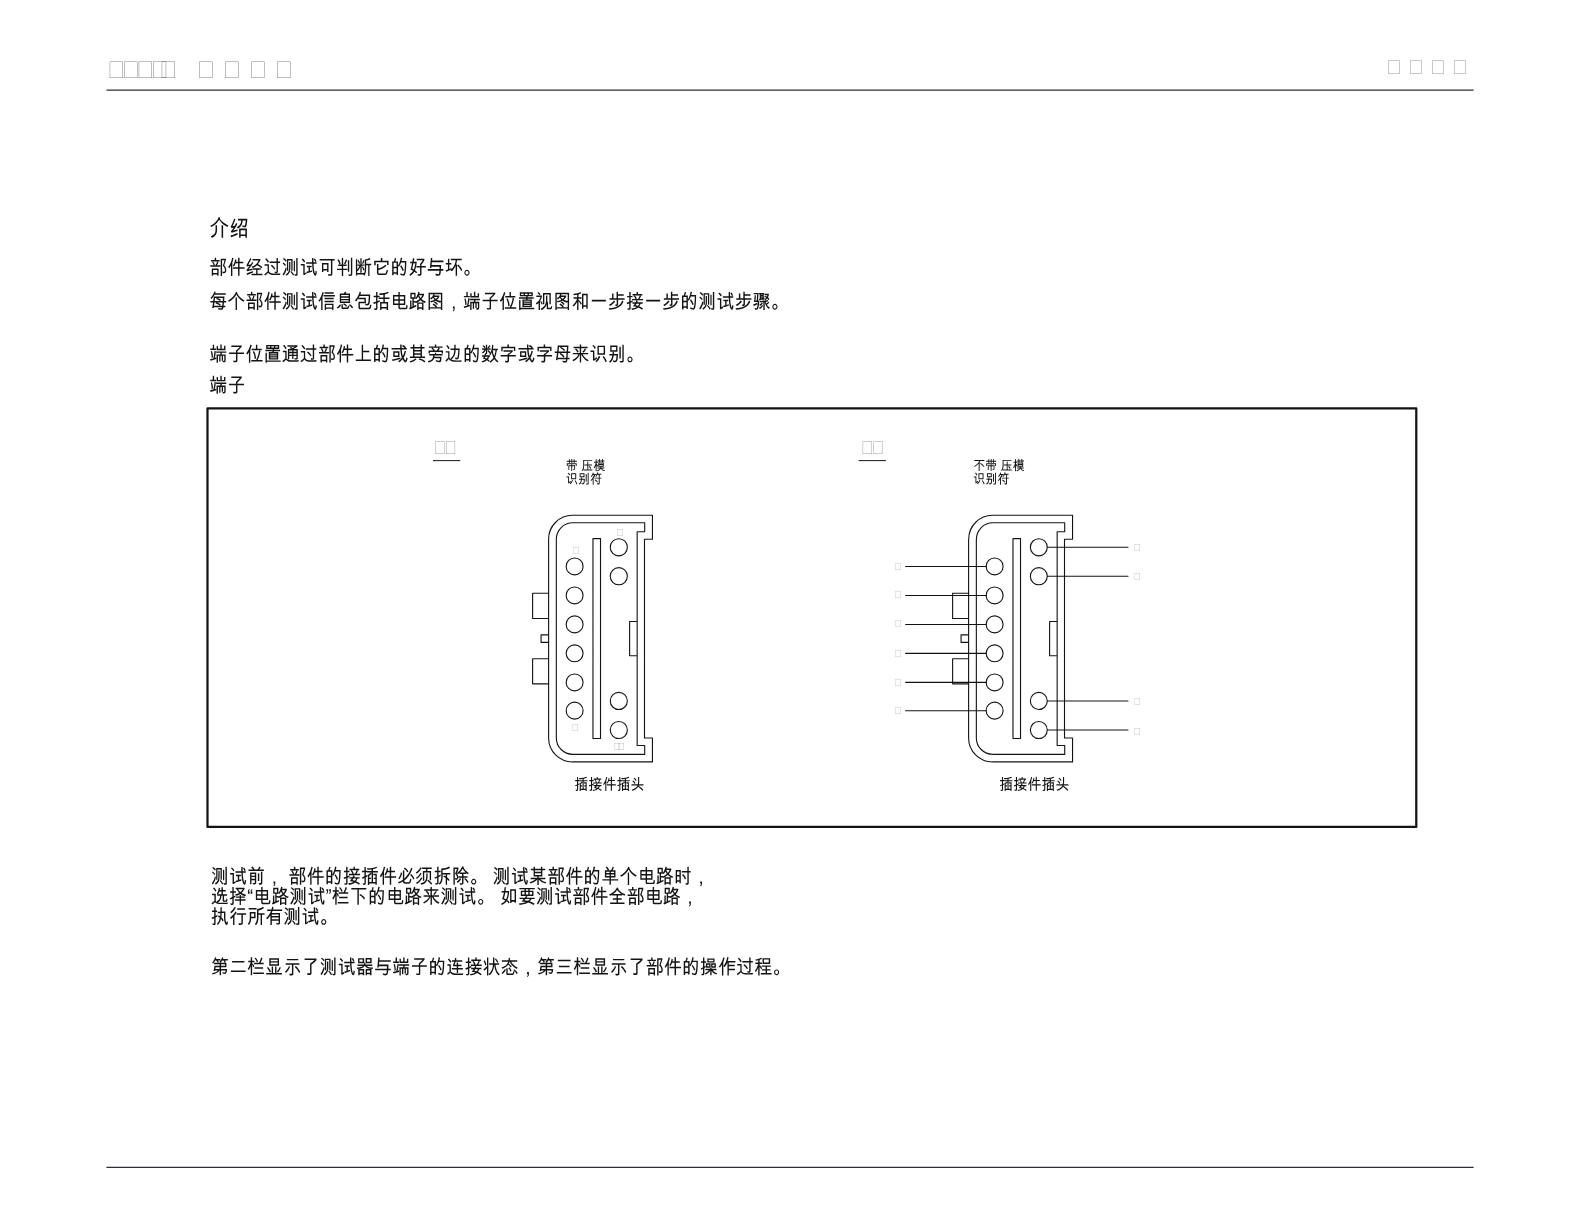 介绍
部件经过测试可判断它的好与坏。
每个部件测试信息包括电路图，端子位置视图和一步接一步的测试步骤。
端子位置通过部件上的或其旁边的数字或字母来识别。
端子
带 压模
识别符
不带 压模
识别符
插接件插头
插接件插头
测试前， 部件的接插件必须拆除。 测试某部件的单个电路时，
选择“电路测试”栏下的电路来测试。 如要测试部件全部电路，
执行所有测试。
第二栏显示了测试器与端子的连接状态，第三栏显示了部件的操作过程。